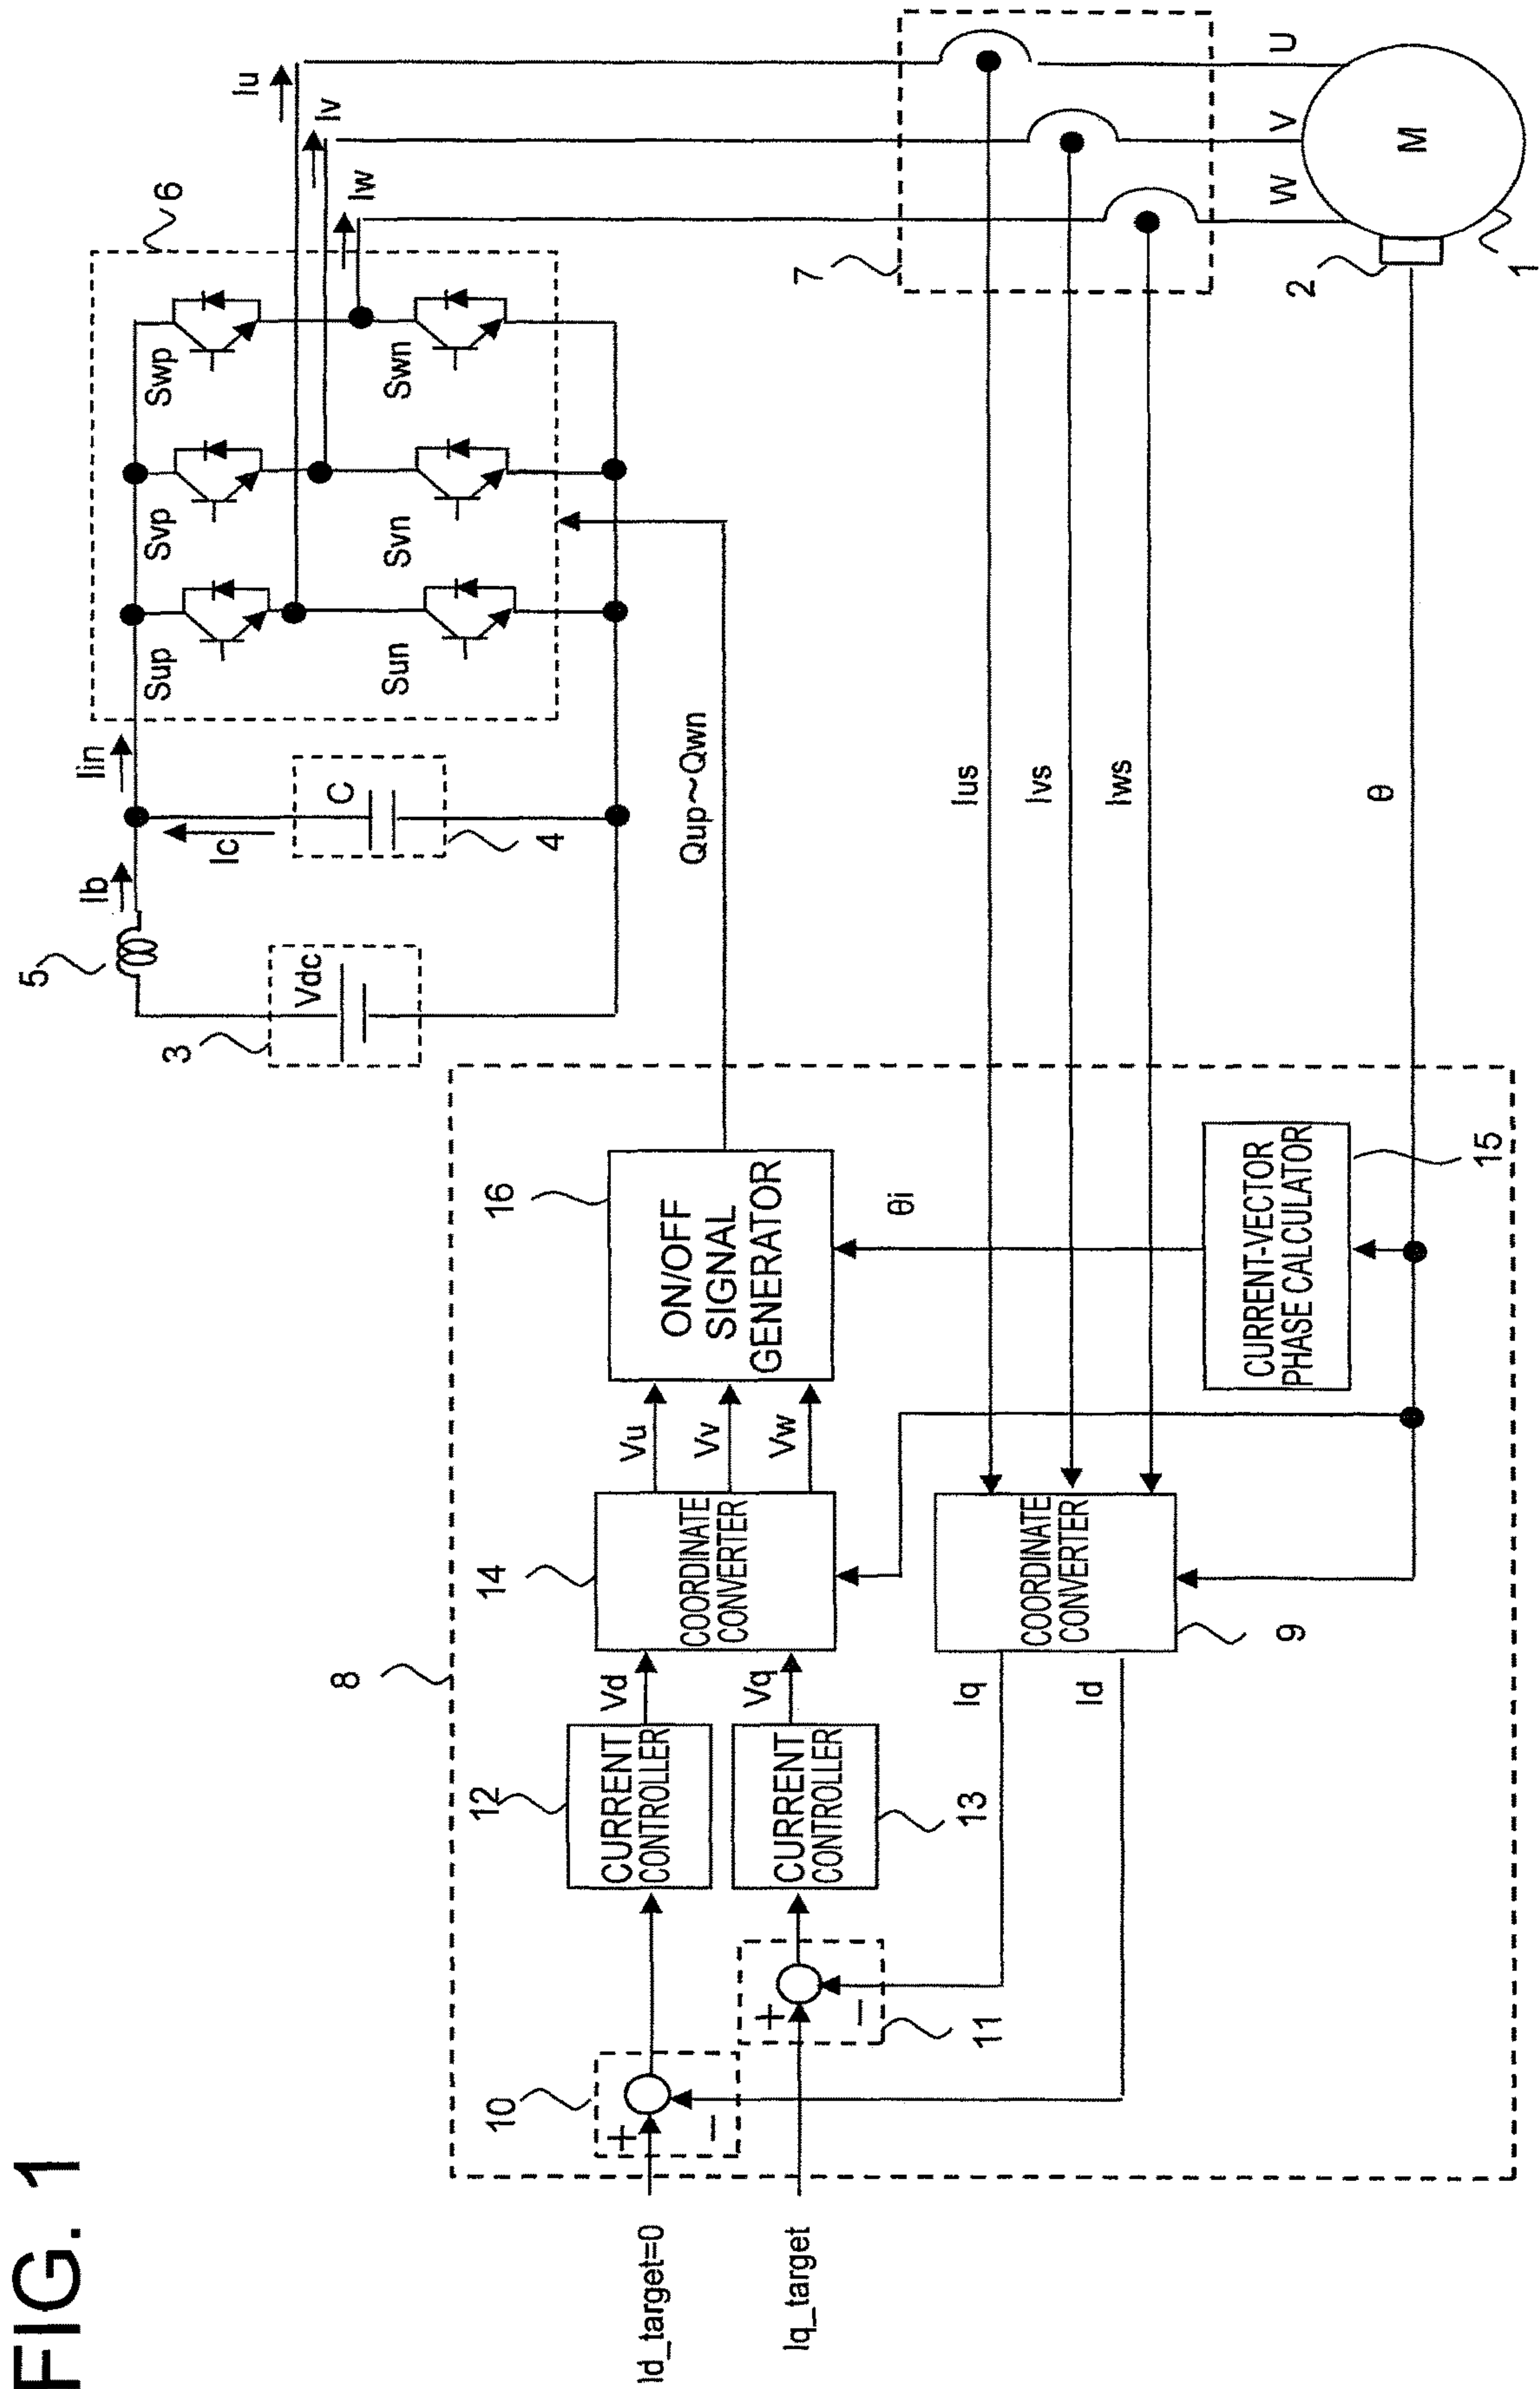 FIG. 1
Id_target=0
Iq_target
10
+
−
11
+
−
8
12
CURRENT
CONTROLLER
13
CURRENT
CONTROLLER
Vd
Vq
Iq
Id
14
COORDINATE
CONVERTER
9
COORDINATE
CONVERTER
Vu
Vv
Vw
16
ON/OFF
SIGNAL
GENERATOR
θi
15
CURRENT-VECTOR
PHASE CALCULATOR
3
Vdc
5
Ib
Ic
C
4
Iin
Qup~Qwn
Ius
Ivs
Iws
θ
6
Sup
Svp
Swp
Sun
Svn
Swn
Iu
Iv
Iw
7
2
U
V
W
M
1